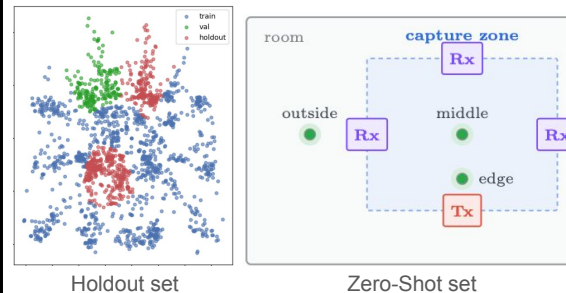 train
val
holdout
Holdout set
room
capture zone
Rx
outside
middle
Rx
Rx
edge
Tx
Zero-Shot set